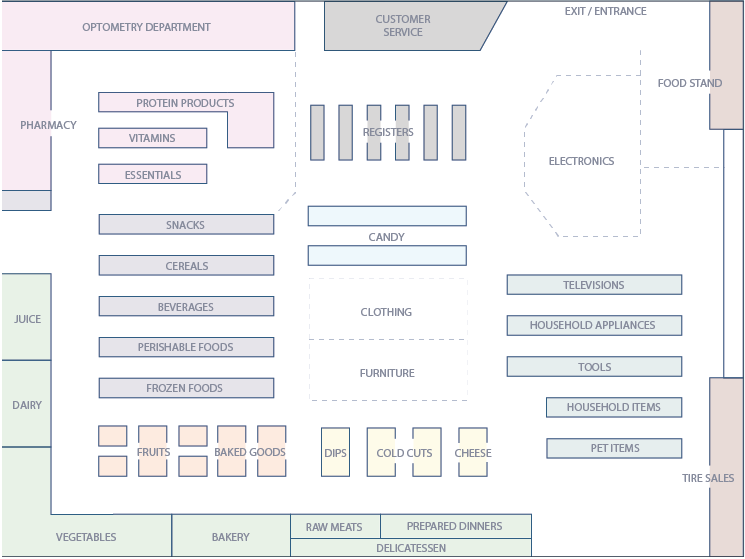 OPTOMETRY DEPARTMENT
CUSTOMER
SERVICE
EXIT / ENTRANCE
FOOD STAND
PROTEIN PRODUCTS
PHARMACY
VITAMINS
REGISTERS
ELECTRONICS
ESSENTIALS
SNACKS
CANDY
CEREALS
TELEVISIONS
BEVERAGES
CLOTHING
JUICE
HOUSEHOLD APPLIANCES
PERISHABLE FOODS
TOOLS
FURNITURE
FROZEN FOODS
DAIRY
HOUSEHOLD ITEMS
FRUITS
BAKED GOODS
DIPS
COLD CUTS
CHEESE
PET ITEMS
TIRE SALES
VEGETABLES
BAKERY
RAW MEATS
PREPARED DINNERS
DELICATESSEN